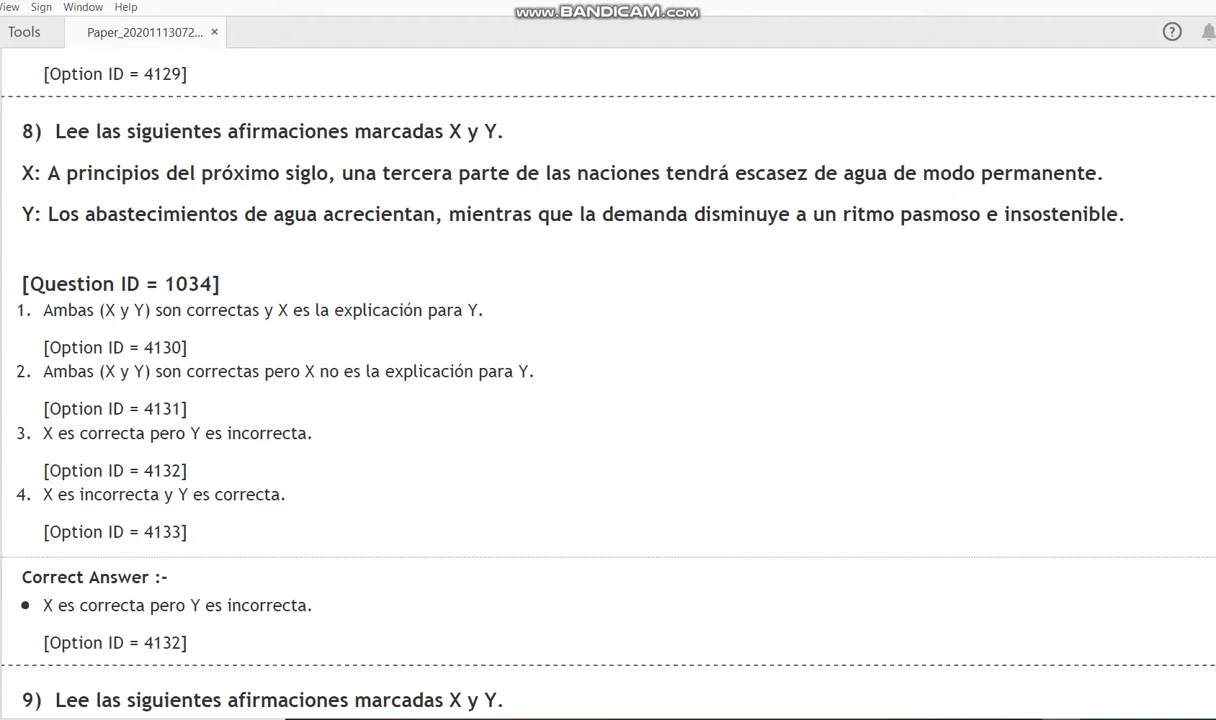 View Sign Window Help
www.BANDICAM.com
Tools Paper_20201113072... ×
[Option ID = 4129]
8) Lee las siguientes afirmaciones marcadas X y Y.
X: A principios del próximo siglo, una tercera parte de las naciones tendrá escasez de agua de modo permanente.
Y: Los abastecimientos de agua acrecientan, mientras que la demanda disminuye a un ritmo pasmoso e insostenible.
[Question ID = 1034]
1. Ambas (X y Y) son correctas y X es la explicación para Y.
[Option ID = 4130]
2. Ambas (X y Y) son correctas pero X no es la explicación para Y.
[Option ID = 4131]
3. X es correcta pero Y es incorrecta.
[Option ID = 4132]
4. X es incorrecta y Y es correcta.
[Option ID = 4133]
Correct Answer :-
• X es correcta pero Y es incorrecta.
[Option ID = 4132]
9) Lee las siguientes afirmaciones marcadas X y Y.